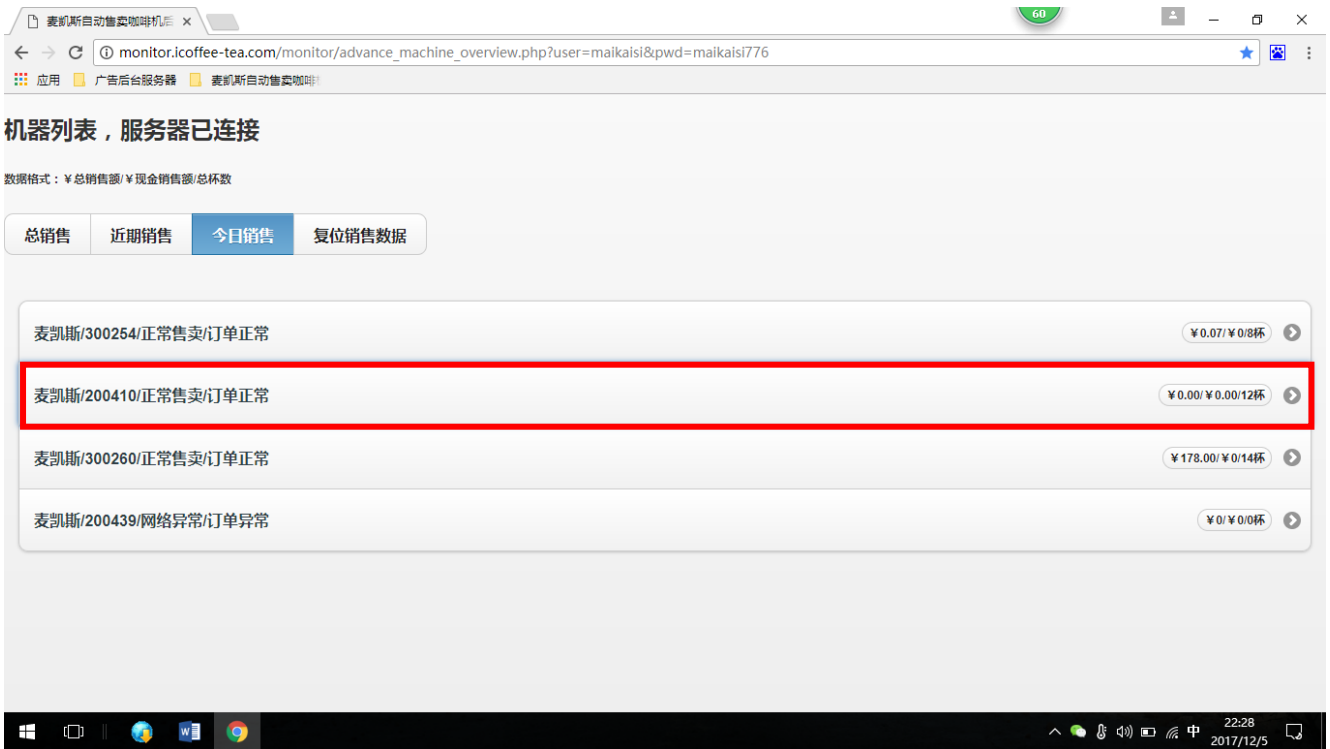 麦凯斯自动售卖咖啡机后
60
monitor.icoffee-tea.com/monitor/advance_machine_overview.php?user=maikaisi&pwd=maikaisi776
应用 广告后台服务器 麦凯斯自动售卖咖啡
机器列表，服务器已连接
数据格式：￥总销售额/￥现金销售额/总杯数
总销售 近期销售 今日销售 复位销售数据
麦凯斯/300254/正常售卖/订单正常 ￥0.07/￥0/8杯
麦凯斯/200410/正常售卖/订单正常 ￥0.00/￥0.00/12杯
麦凯斯/300260/正常售卖/订单正常 ￥178.00/￥0/14杯
麦凯斯/200439/网络异常/订单异常 ￥0/￥0/0杯
中 22:28
2017/12/5